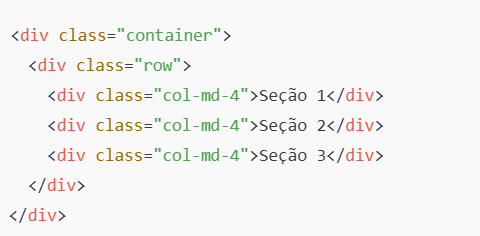 <div class="container">
  <div class="row">
    <div class="col-md-4">Seção 1</div>
    <div class="col-md-4">Seção 2</div>
    <div class="col-md-4">Seção 3</div>
  </div>
</div>